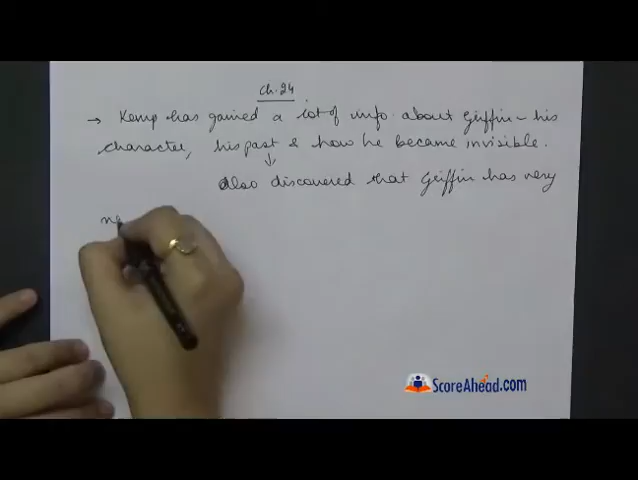 Ch. 24
→ Kemp has gained a lot of info. about Griffin - his
character, his past & how he became invisible.
↓
Also discovered that Griffin has very
ne
ScoreAhead.com